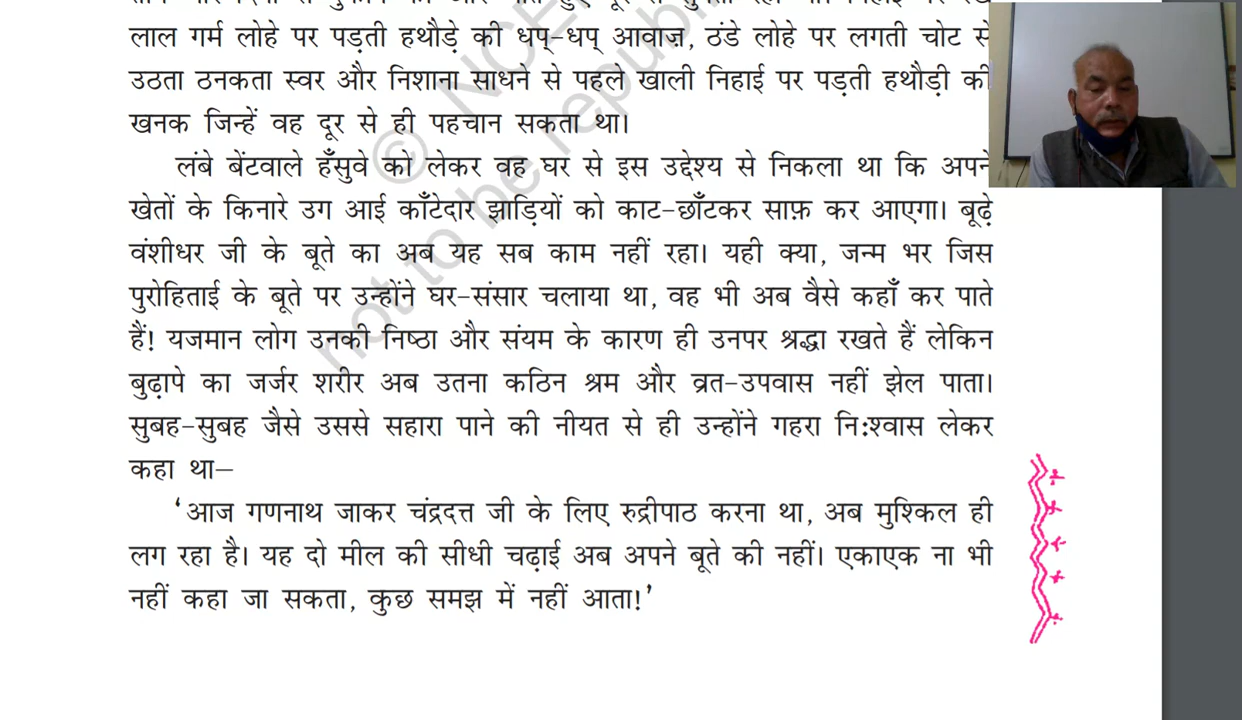 लाल गर्म लोहे पर पड़ती हथौड़े की धप्-धप् आवाज़, ठंडे लोहे पर लगती चोट से
उठता ठनकता स्वर और निशाना साधने से पहले खाली निहाई पर पड़ती हथौड़ी की
खनक जिन्हें वह दूर से ही पहचान सकता था।
लंबे बेंटवाले हँसुवे को लेकर वह घर से इस उद्देश्य से निकला था कि अपने
खेतों के किनारे उग आई काँटेदार झाड़ियों को काट-छाँटकर साफ़ कर आएगा। बूढ़े
वंशीधर जी के बूते का अब यह सब काम नहीं रहा। यही क्या, जन्म भर जिस
पुरोहिताई के बूते पर उन्होंने घर-संसार चलाया था, वह भी अब वैसे कहाँ कर पाते
हैं! यजमान लोग उनकी निष्ठा और संयम के कारण ही उनपर श्रद्धा रखते हैं लेकिन
बुढ़ापे का जर्जर शरीर अब उतना कठिन श्रम और व्रत-उपवास नहीं झेल पाता।
सुबह-सुबह जैसे उससे सहारा पाने की नीयत से ही उन्होंने गहरा नि:श्वास लेकर
कहा था–
‘आज गणनाथ जाकर चंद्रदत्त जी के लिए रुद्रीपाठ करना था, अब मुश्किल ही
लग रहा है। यह दो मील की सीधी चढ़ाई अब अपने बूते की नहीं। एकाएक ना भी
नहीं कहा जा सकता, कुछ समझ में नहीं आता!’
© NCE
not to be republi